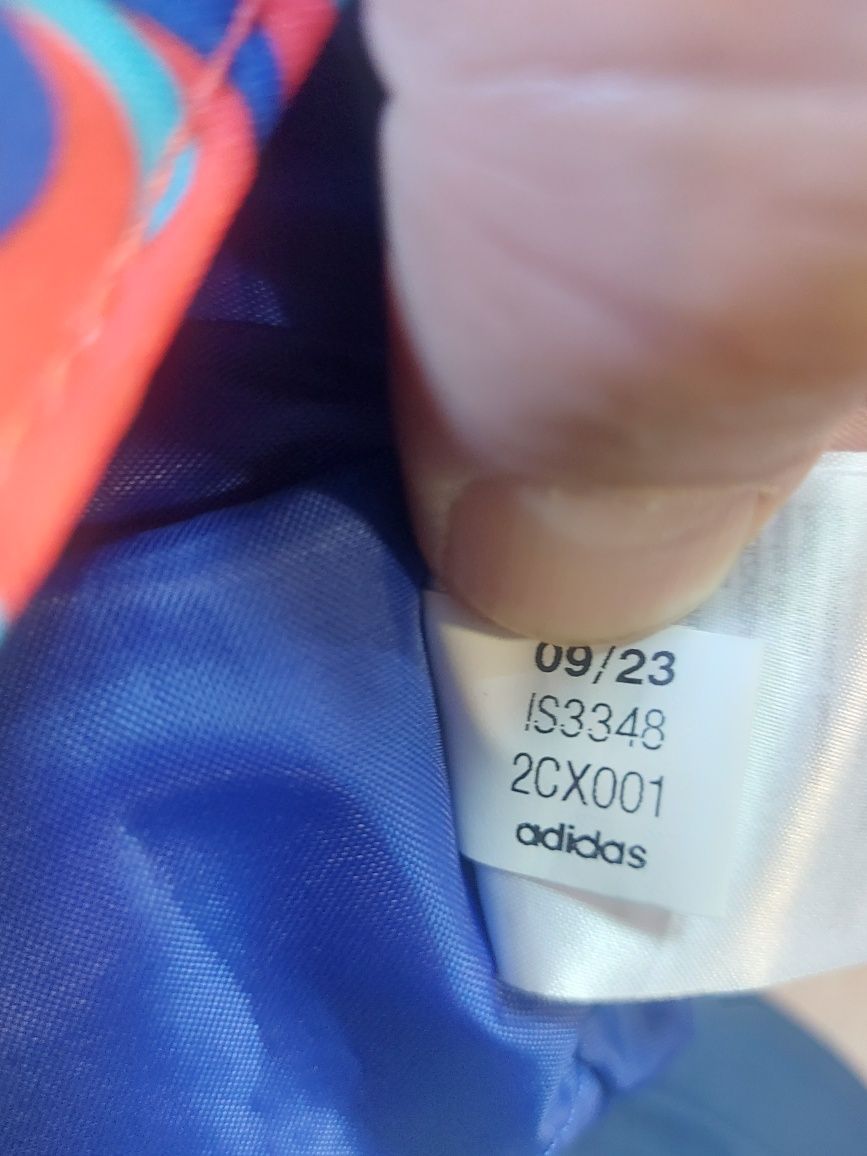 09/23
IS3348
2CX001
adidas